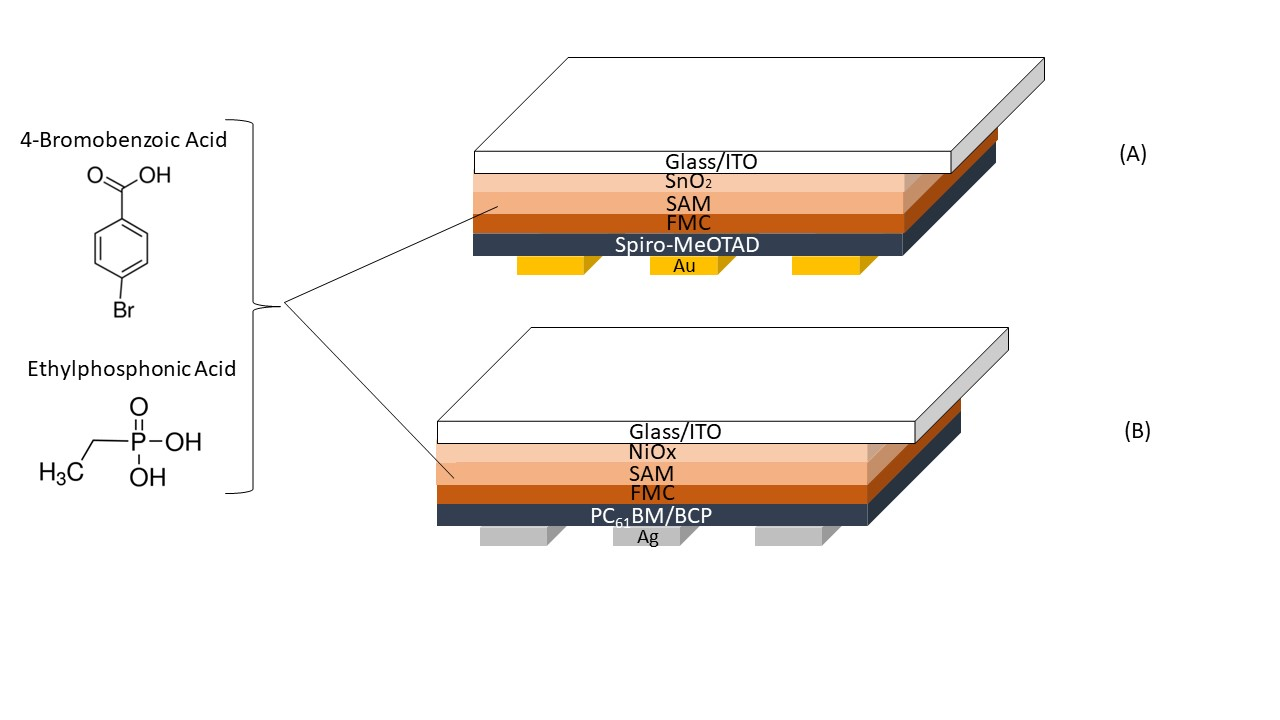 4-Bromobenzoic Acid
O
OH
Br
Ethylphosphonic Acid
O
P
OH
H₃C
OH
Glass/ITO
SnO₂
SAM
FMC
Spiro-MeOTAD
Au
(A)
Glass/ITO
NiOx
SAM
FMC
PC₆₁BM/BCP
Ag
(B)